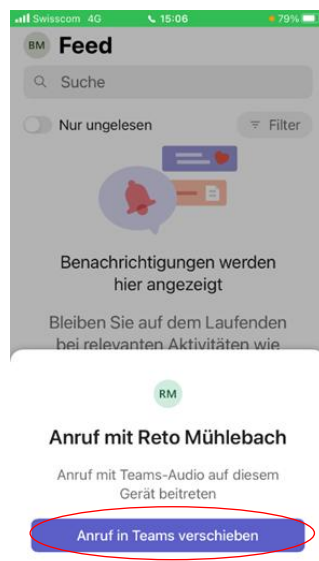 Swisscom 4G 15:06 79%
BM Feed
Suche
Nur ungelesen Filter
Benachrichtigungen werden
hier angezeigt
Bleiben Sie auf dem Laufenden
bei relevanten Aktivitäten wie
RM
Anruf mit Reto Mühlebach
Anruf mit Teams-Audio auf diesem
Gerät beitreten
Anruf in Teams verschieben